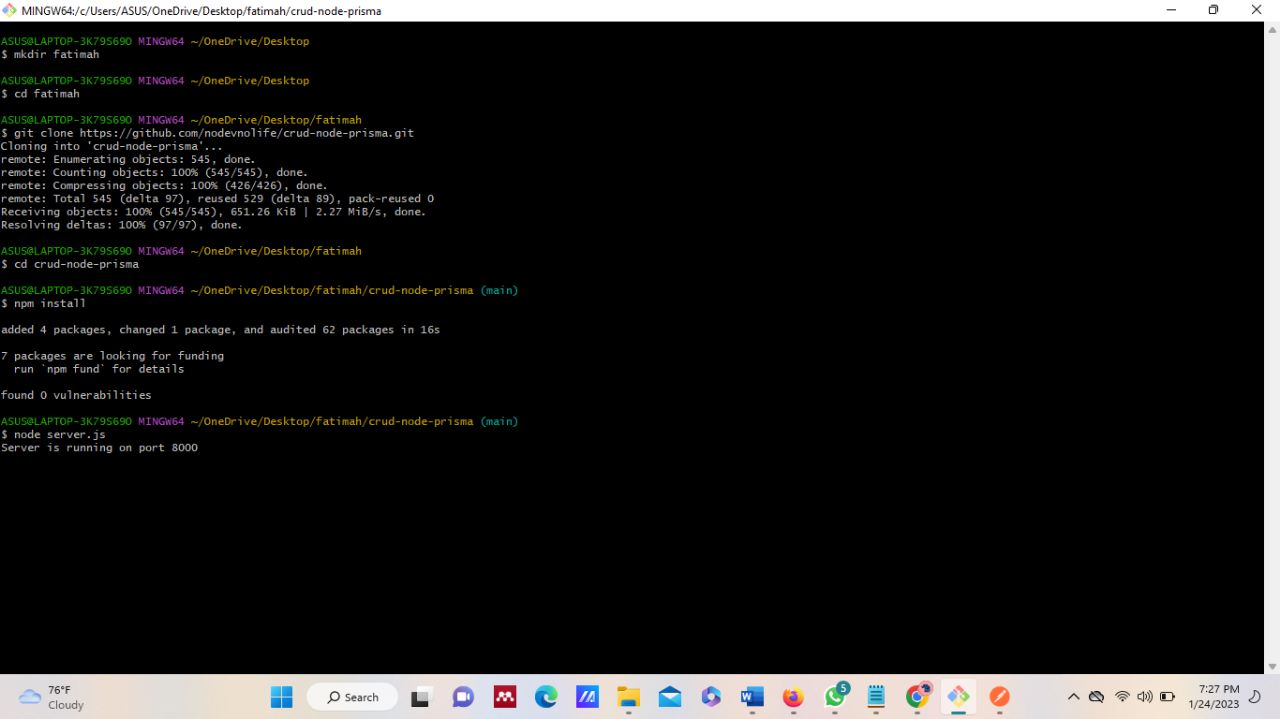 MINGW64:/c/Users/ASUS/OneDrive/Desktop/fatimah/crud-node-prisma
ASUS@LAPTOP-3K79S69O MINGW64 ~/OneDrive/Desktop
$ mkdir fatimah
ASUS@LAPTOP-3K79S69O MINGW64 ~/OneDrive/Desktop
$ cd fatimah
ASUS@LAPTOP-3K79S69O MINGW64 ~/OneDrive/Desktop/fatimah
$ git clone https://github.com/nodevnolife/crud-node-prisma.git
Cloning into 'crud-node-prisma'...
remote: Enumerating objects: 545, done.
remote: Counting objects: 100% (545/545), done.
remote: Compressing objects: 100% (426/426), done.
remote: Total 545 (delta 97), reused 529 (delta 89), pack-reused 0
Receiving objects: 100% (545/545), 651.26 KiB | 2.27 MiB/s, done.
Resolving deltas: 100% (97/97), done.
ASUS@LAPTOP-3K79S69O MINGW64 ~/OneDrive/Desktop/fatimah
$ cd crud-node-prisma
ASUS@LAPTOP-3K79S69O MINGW64 ~/OneDrive/Desktop/fatimah/crud-node-prisma (main)
$ npm install
added 4 packages, changed 1 package, and audited 62 packages in 16s
7 packages are looking for funding
run `npm fund` for details
found 0 vulnerabilities
ASUS@LAPTOP-3K79S69O MINGW64 ~/OneDrive/Desktop/fatimah/crud-node-prisma (main)
$ node server.js
Server is running on port 8000
76°F
Cloudy
Search
5
7:27 PM
1/24/2023